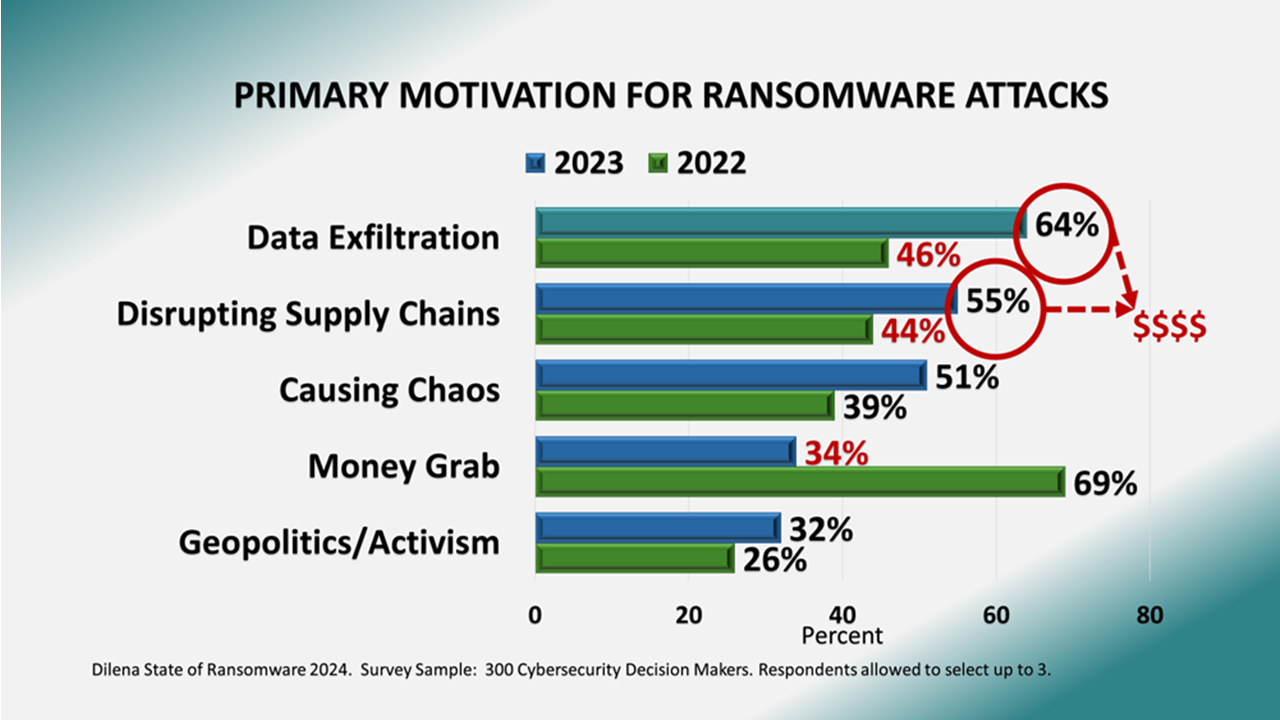 PRIMARY MOTIVATION FOR RANSOMWARE ATTACKS
2023 2022
Data Exfiltration
64%
46%
Disrupting Supply Chains
55%
44%
$$$$
Causing Chaos
51%
39%
Money Grab
34%
69%
Geopolitics/Activism
32%
26%
0 20 40 60 80
Percent
Dilena State of Ransomware 2024. Survey Sample: 300 Cybersecurity Decision Makers. Respondents allowed to select up to 3.